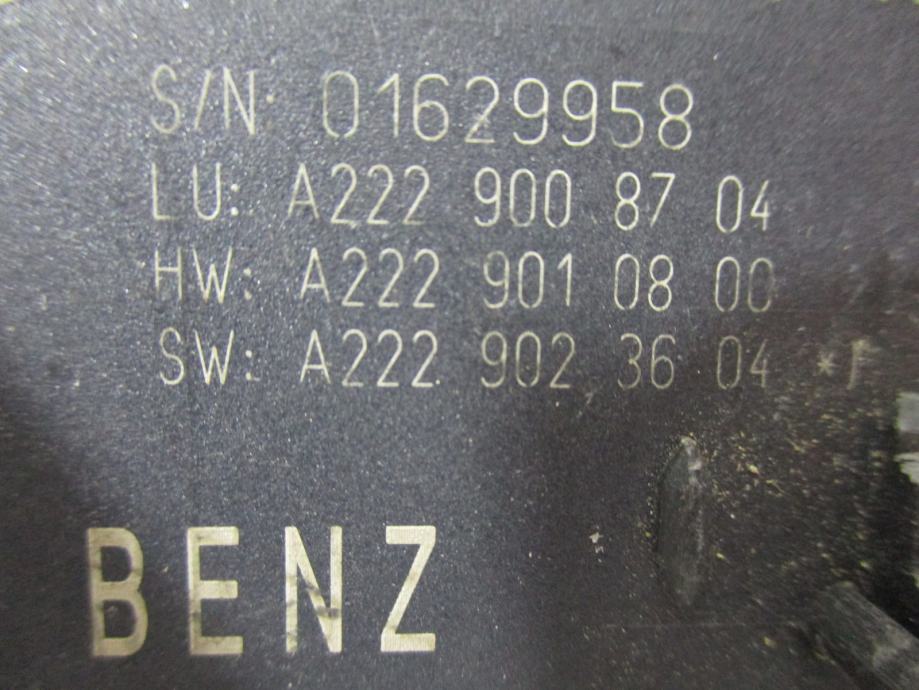 S/N: 01629958
LU: A222 900 87 04
HW: A222 901 08 00
SW: A222 902 36 04
BENZ